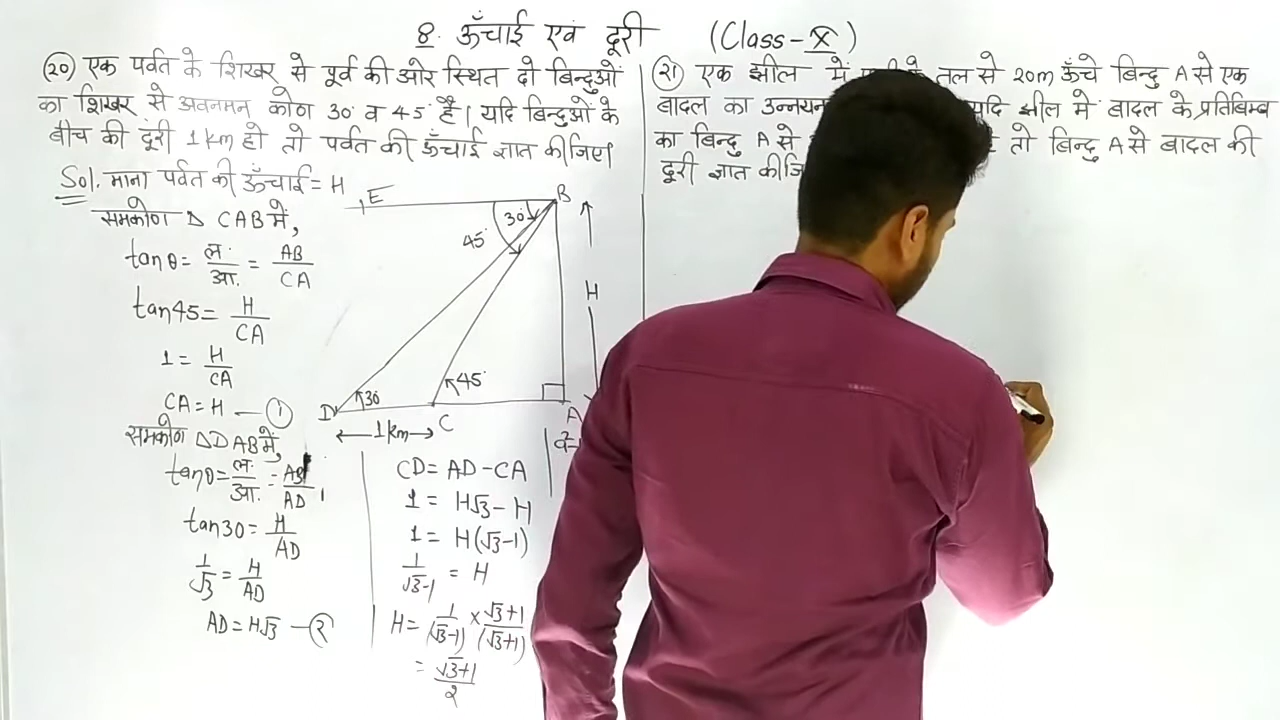 8. ऊँचाई एवं दूरी (Class-X)
(20) एक पर्वत के शिखर से पूर्व की ओर स्थित दो बिन्दुओं
का शिखर से अवनमन कोण 30° व 45° है। यदि बिन्दुओं के
बीच की दूरी 1km हो तो पर्वत की ऊँचाई ज्ञात कीजिए।
Sol. माना पर्वत की ऊँचाई = H
समकोण Δ CAB में,
tanθ = ल./आ. = AB/CA
tan45 = H/CA
1 = H/CA
CA = H — (1)
समकोण ΔDAB में,
tanθ = ल./आ. = AB/AD
tan30 = H/AD
1/√3 = H/AD
AD = H√3 — (2)
E
B
30°
45°
H
D
30
C
45°
A
1km
CD = AD - CA
1 = H√3 - H
1 = H(√3-1)
1/√3-1 = H
H = 1/(√3-1) × √3+1/(√3+1)
= √3+1/2
(21) एक झील में तल से 20m ऊँचे बिन्दु A से एक
बादल का उन्नयन यदि झील में बादल के प्रतिबिम्ब
का बिन्दु A से तो बिन्दु A से बादल की
दूरी ज्ञात